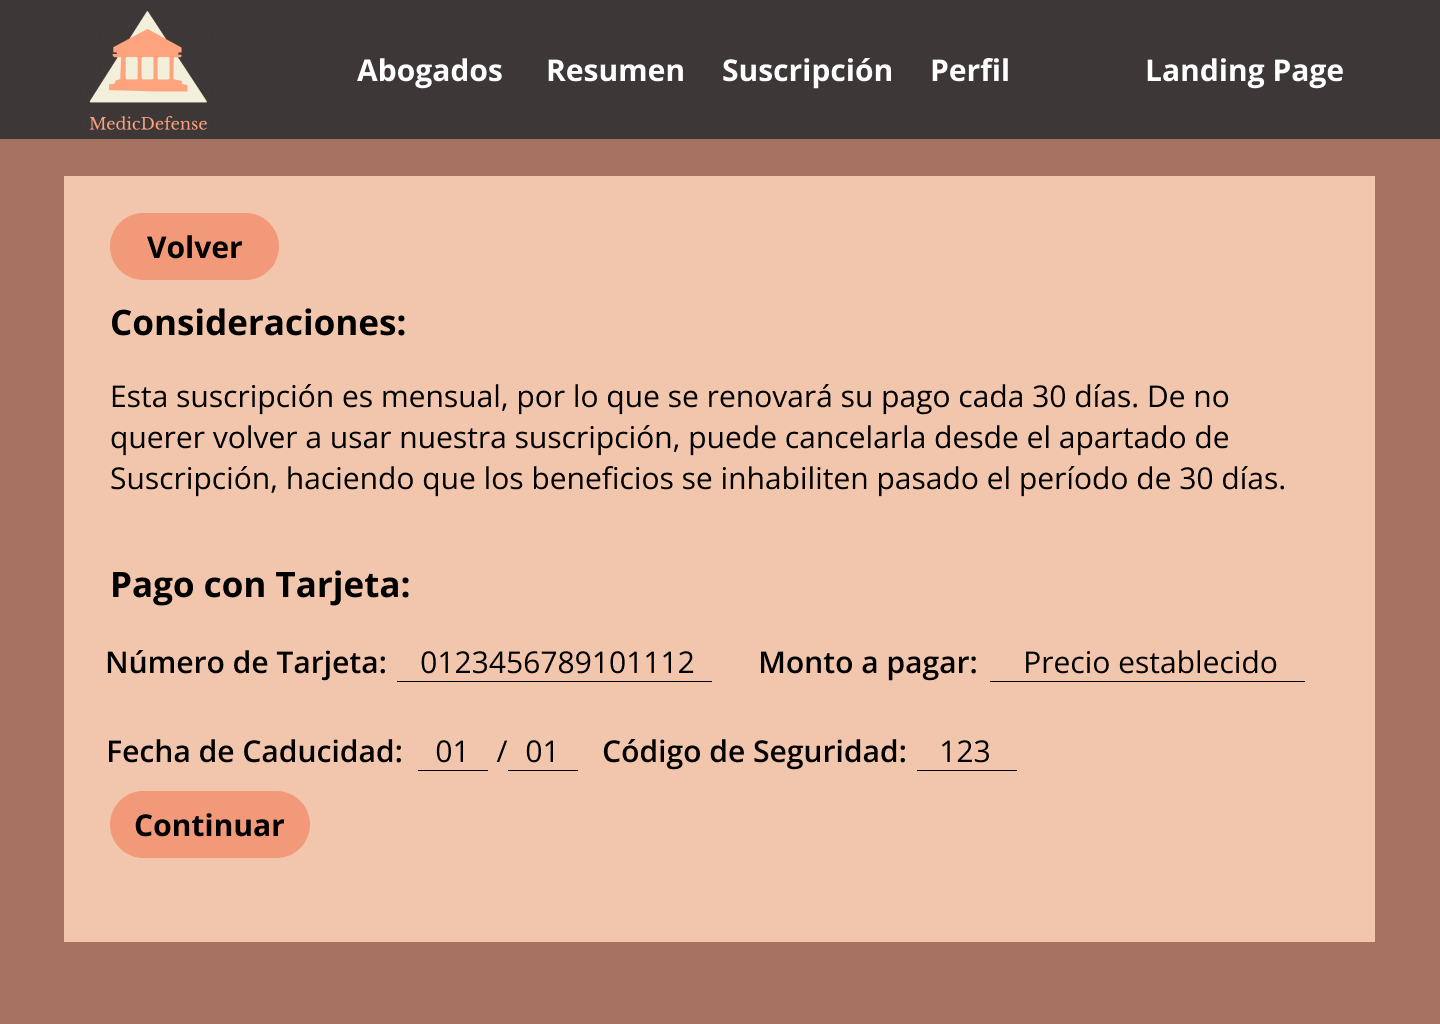 MedicDefense
Abogados Resumen Suscripción Perfil Landing Page
Volver
Consideraciones:
Esta suscripción es mensual, por lo que se renovará su pago cada 30 días. De no
querer volver a usar nuestra suscripción, puede cancelarla desde el apartado de
Suscripción, haciendo que los beneficios se inhabiliten pasado el período de 30 días.
Pago con Tarjeta:
Número de Tarjeta: 0123456789101112 Monto a pagar: Precio establecido
Fecha de Caducidad: 01 / 01 Código de Seguridad: 123
Continuar